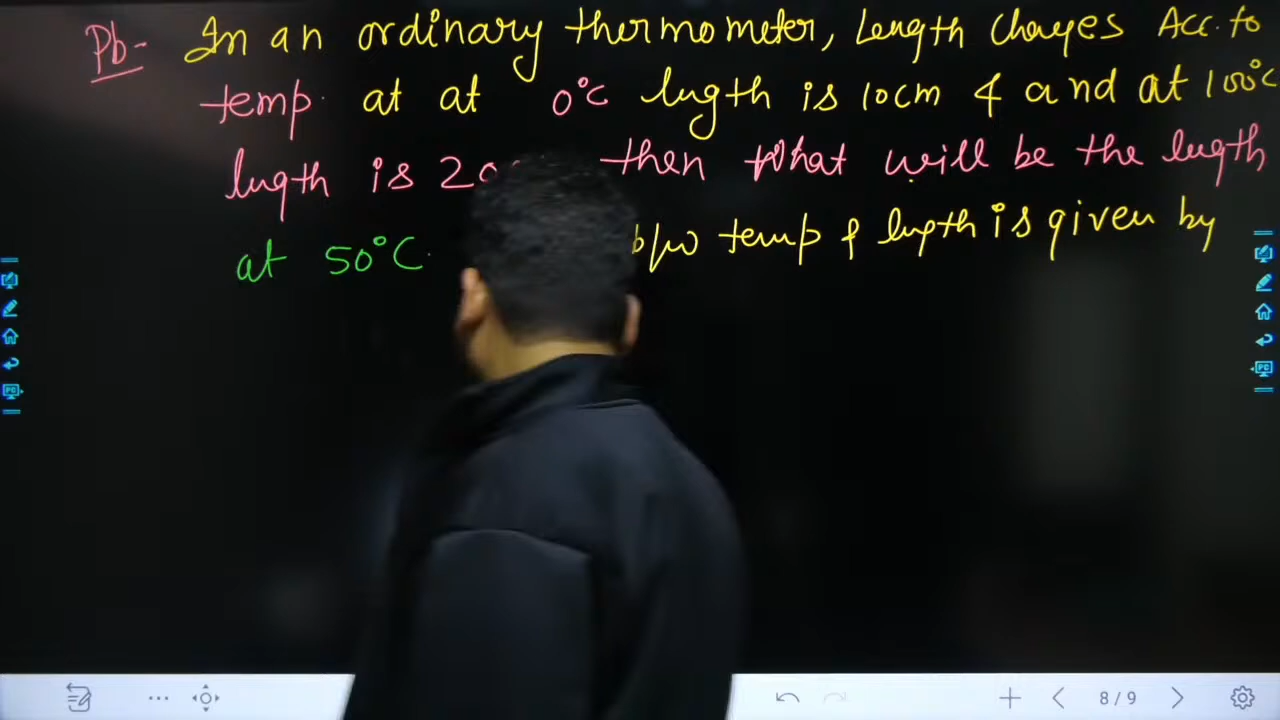 Pb- In an ordinary thermometer, Length Changes Acc. to
temp. at at 0°C length is 10cm & and at 100°C
length is then What will be the length
at 50°C. b/w temp & length is given by
8/9